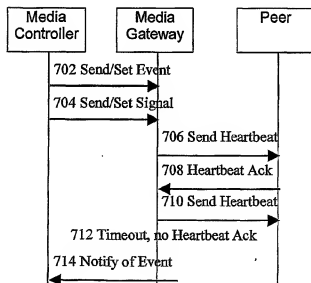 Media Controller
Media Gateway
Peer
702 Send/Set Event
704 Send/Set Signal
706 Send Heartbeat
708 Heartbeat Ack
710 Send Heartbeat
712 Timeout, no Heartbeat Ack
714 Notify of Event